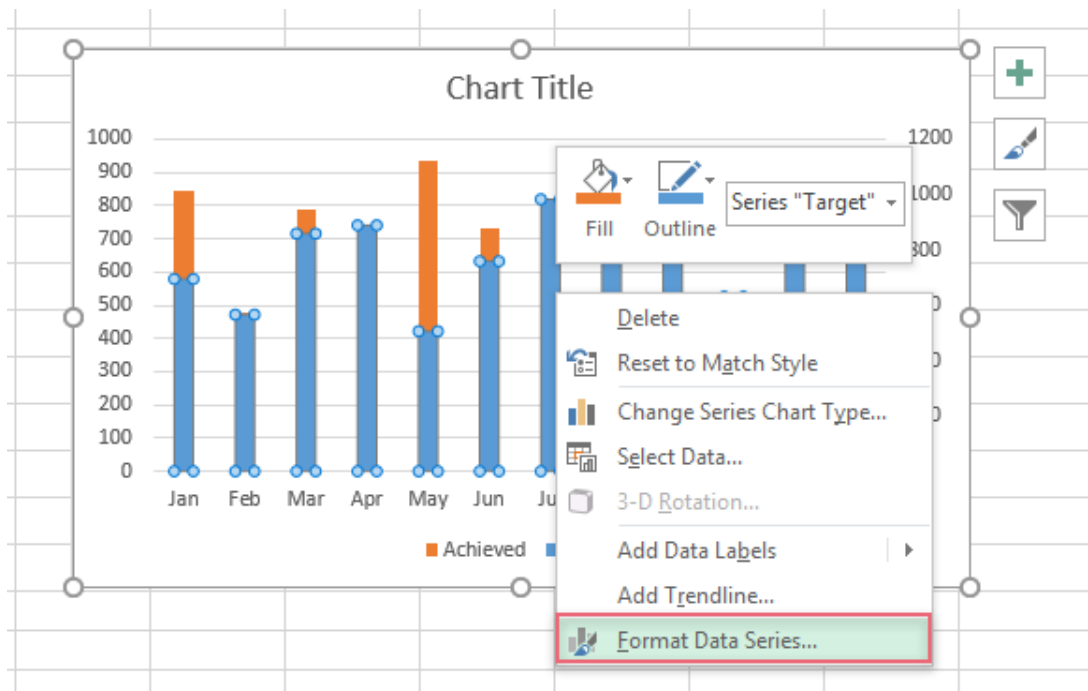 Chart Title
1000
900
800
700
600
500
400
300
200
100
0
1200
1000
800
Jan Feb Mar Apr May Jun
Achieved
Fill
Outline
Series "Target"
Delete
Reset to Match Style
Change Series Chart Type...
Select Data...
3-D Rotation...
Add Data Labels
Add Trendline...
Format Data Series...